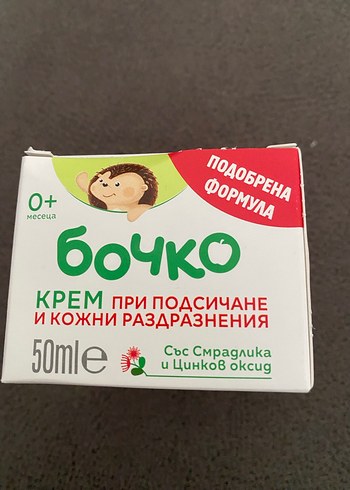 ПОДОБРЕНА
ФОРМУЛА
0+
месеца
бочко
КРЕМ ПРИ ПОДСИЧАНЕ
И КОЖНИ РАЗДРАЗНЕНИЯ
50ml e
Със Смрадлика
и Цинков оксид